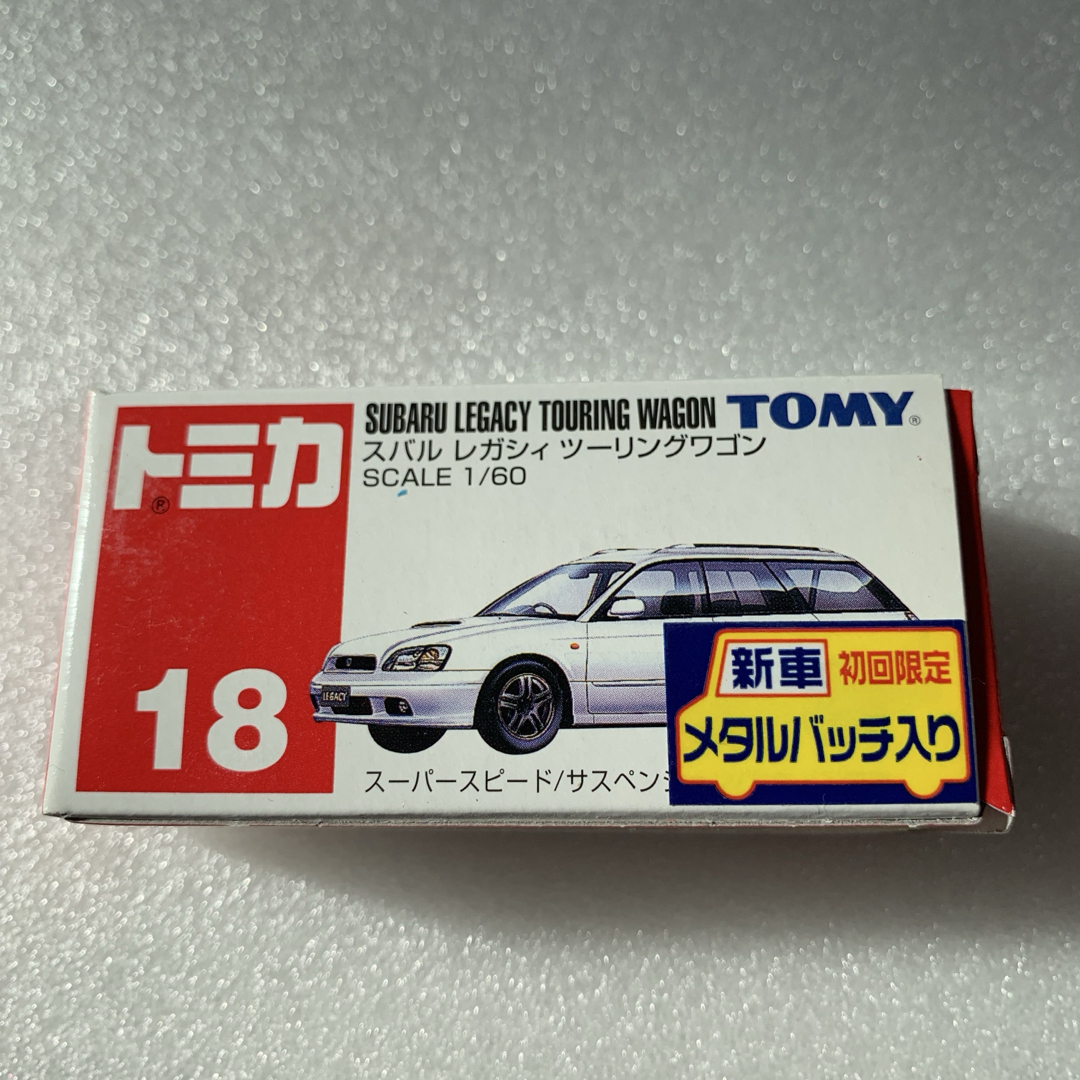 トミカ
SUBARU LEGACY TOURING WAGON TOMY®
スバル レガシィ ツーリングワゴン
SCALE 1/60
18
LEGACY
スーパースピード/サスペン
新車 初回限定
メタルバッチ入り